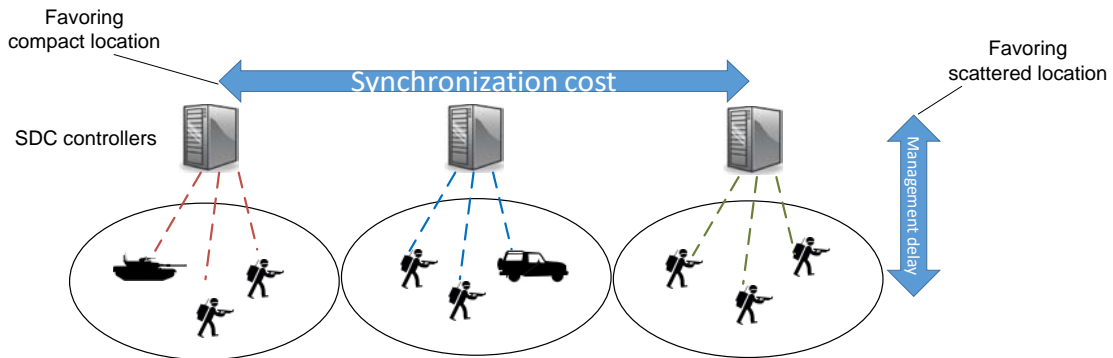 Favoring
compact location
Synchronization cost
Favoring
scattered location
SDC controllers
Management delay